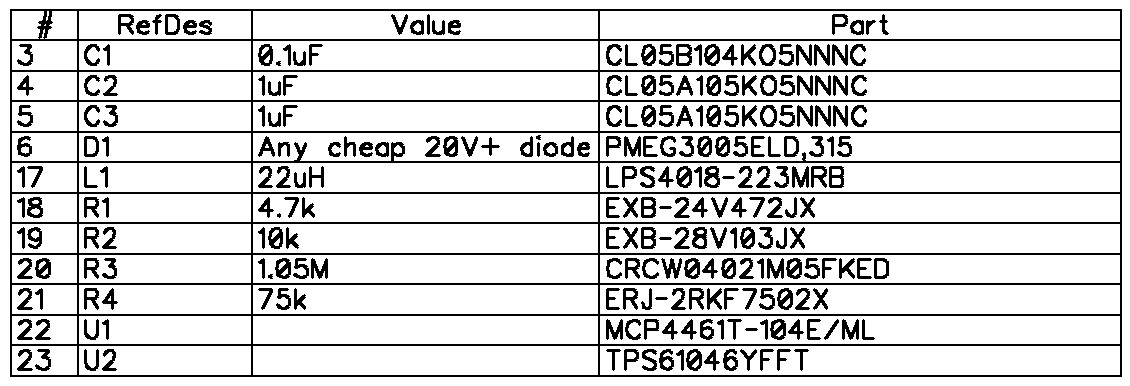 # RefDes Value Part
3 C1 0.1uF CL05B104KO5NNNC
4 C2 1uF CL05A105KO5NNNC
5 C3 1uF CL05A105KO5NNNC
6 D1 Any cheap 20V+ diode PMEG3005ELD,315
17 L1 22uH LPS4018-223MRB
18 R1 4.7k EXB-24V472JX
19 R2 10k EXB-28V103JX
20 R3 1.05M CRCW04021M05FKED
21 R4 75k ERJ-2RKF7502X
22 U1 MCP4461T-104E/ML
23 U2 TPS61046YFFT